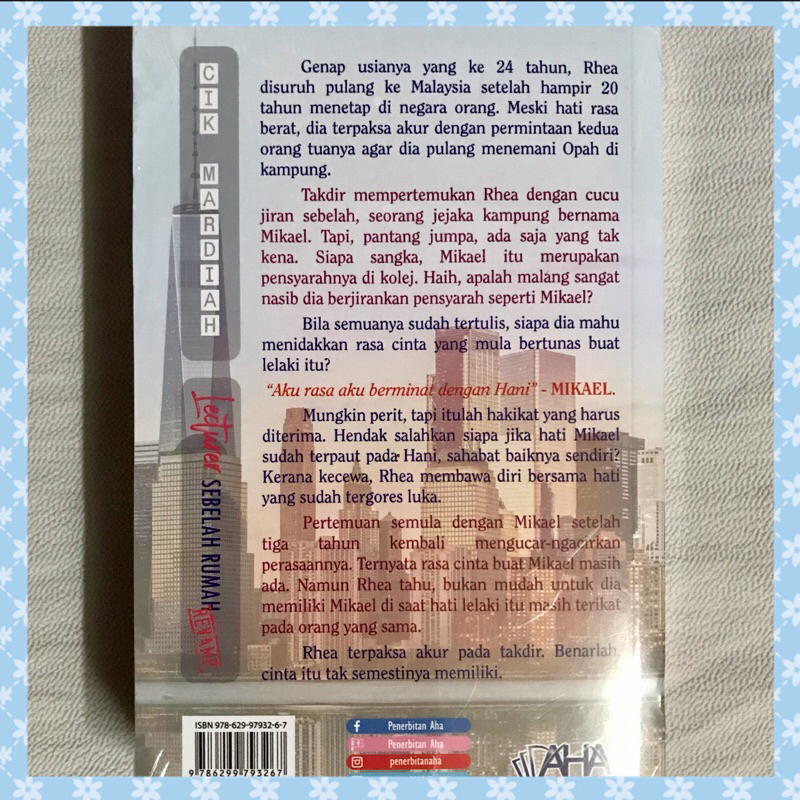 CIK MARDIAH
Lecturer SEBELAH RUMAH
REVAMP
Genap usianya yang ke 24 tahun, Rhea
disuruh pulang ke Malaysia setelah hampir 20
tahun menetap di negara orang. Meski hati rasa
berat, dia terpaksa akur dengan permintaan kedua
orang tuanya agar dia pulang menemani Opah di
kampung.
Takdir mempertemukan Rhea dengan cucu
jiran sebelah, seorang jejaka kampung bernama
Mikael. Tapi, pantang jumpa, ada saja yang tak
kena. Siapa sangka, Mikael itu merupakan
pensyarahnya di kolej. Haih, apalah malang sangat
nasib dia berjirankan pensyarah seperti Mikael?
Bila semuanya sudah tertulis, siapa dia mahu
menidakkan rasa cinta yang mula bertunas buat
lelaki itu?
“Aku rasa aku berminat dengan Hani” - MIKAEL.
Mungkin perit, tapi itulah hakikat yang harus
diterima. Hendak salahkan siapa jika hati Mikael
sudah terpaut pada Hani, sahabat baiknya sendiri?
Kerana kecewa, Rhea membawa diri bersama hati
yang sudah tergores luka.
Pertemuan semula dengan Mikael setelah
tiga tahun kembali mengucar-ngacirkan
perasaannya. Ternyata rasa cinta buat Mikael masih
ada. Namun Rhea tahu, bukan mudah untuk dia
memiliki Mikael di saat hati lelaki itu masih terikat
pada orang yang sama.
Rhea terpaksa akur pada takdir. Benarlah,
cinta itu tak semestinya memiliki.
ISBN 978-629-97932-6-7
9 786299 793267
Penerbitan Aha
Penerbitan Aha
penerbitanaha
AHA